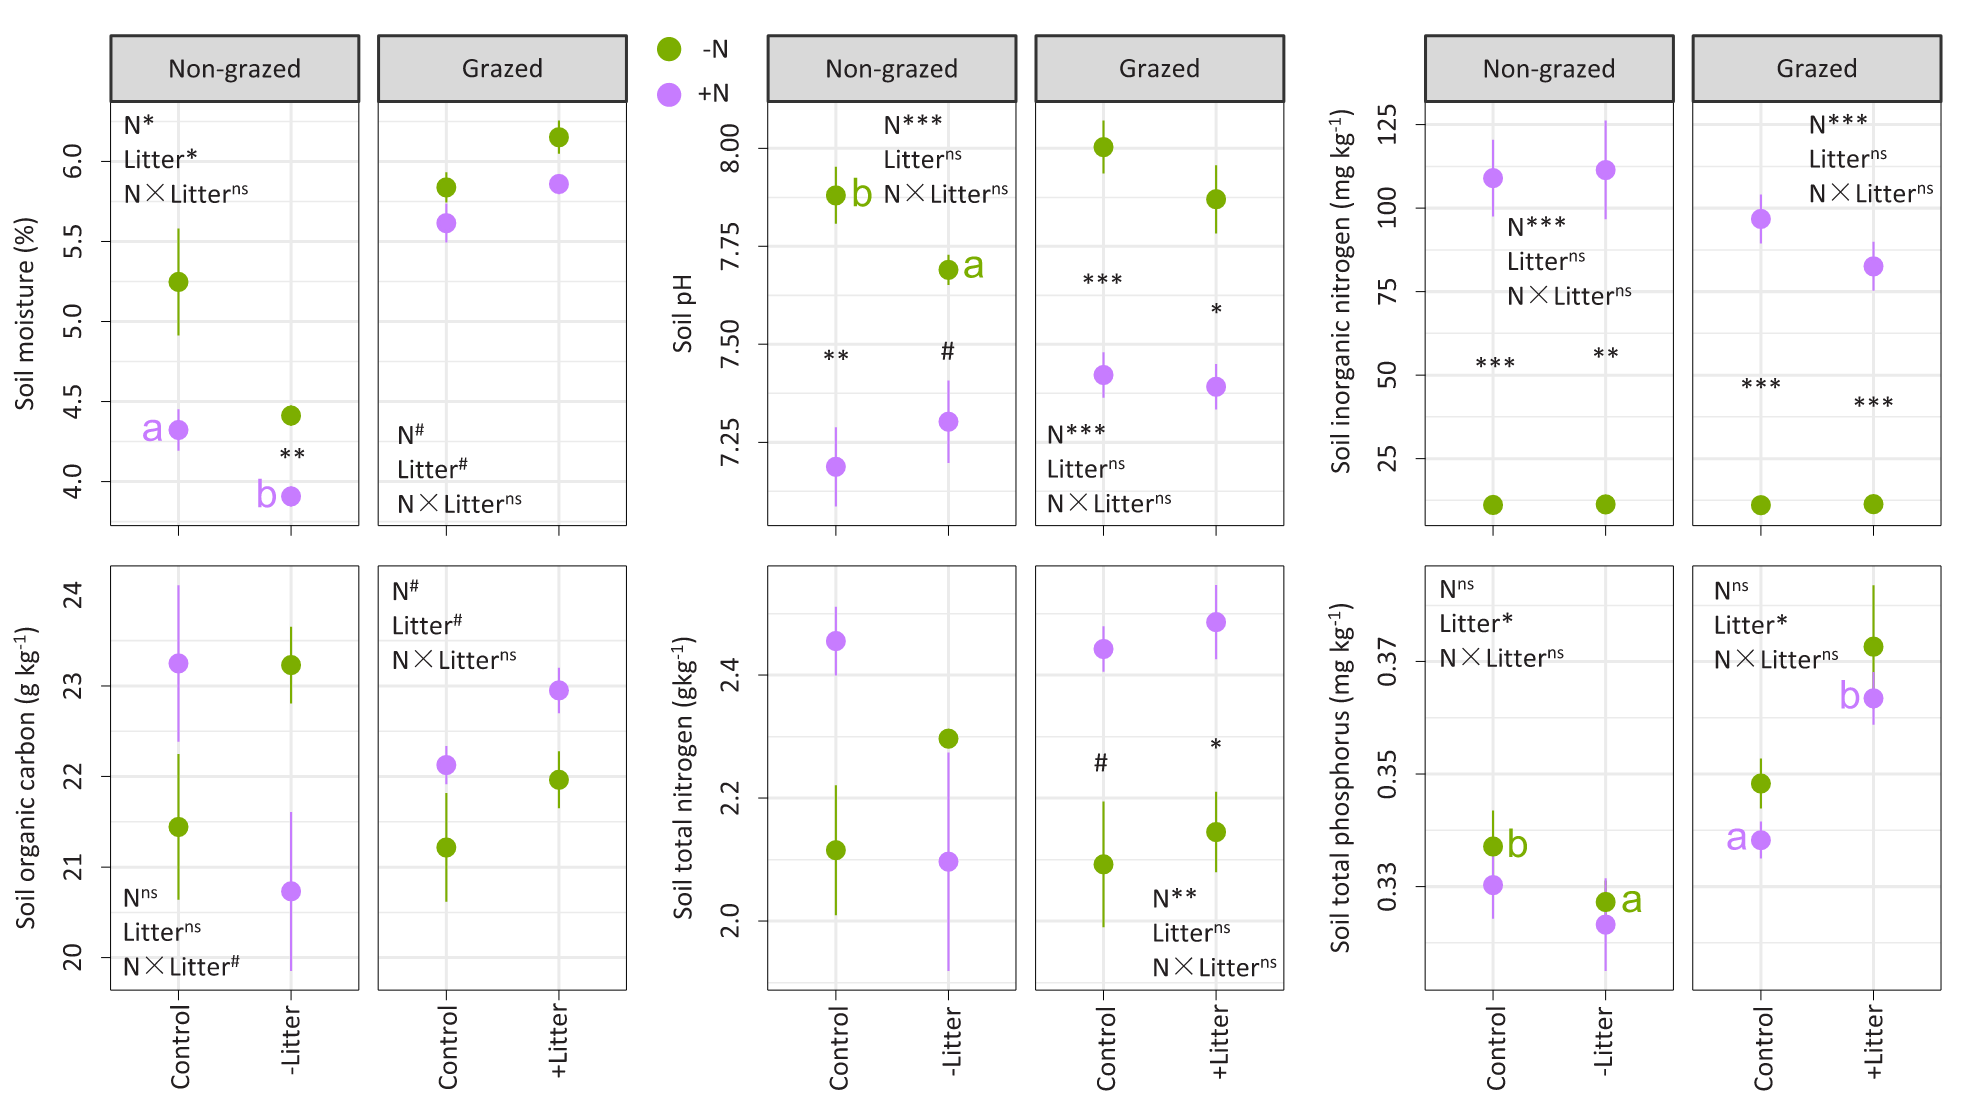 Non-grazed
Grazed
-N
+N
Non-grazed
Grazed
Non-grazed
Grazed
Soil moisture (%)
6.0
5.5
5.0
4.5
4.0
N*
Litter*
N×Litterns
a
**
b
N#
Litter#
N×Litterns
Soil pH
8.00
7.75
7.50
7.25
N***
Litterns
N×Litterns
b
a
**
#
***
*
N***
Litterns
N×Litterns
Soil inorganic nitrogen (mg kg-1)
125
100
75
50
25
N***
Litterns
N×Litterns
***
**
N***
Litterns
N×Litterns
***
***
Soil organic carbon (g kg-1)
24
23
22
21
20
Nns
Litterns
N×Litter#
N#
Litter#
N×Litterns
Soil total nitrogen (gkg-1)
2.4
2.2
2.0
#
*
N**
Litterns
N×Litterns
Soil total phosphorus (mg kg-1)
0.37
0.35
0.33
Nns
Litter*
N×Litterns
b
a
Nns
Litter*
N×Litterns
b
a
Control
-Litter
Control
+Litter
Control
-Litter
Control
+Litter
Control
-Litter
Control
+Litter